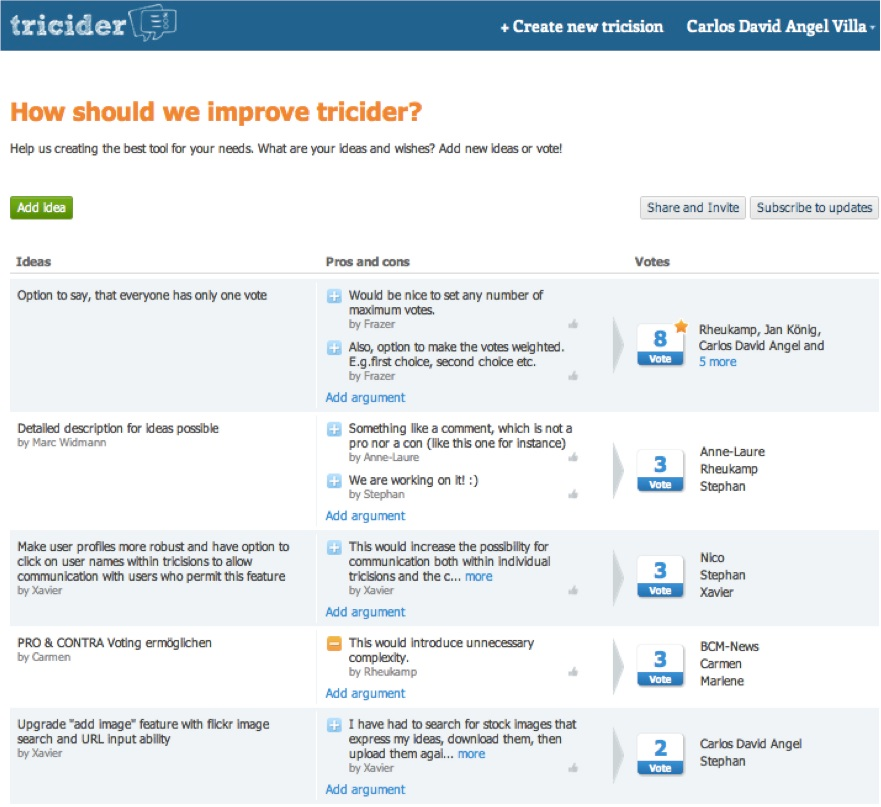 tricider
+ Create new tricision
Carlos David Angel Villa
How should we improve tricider?
Help us creating the best tool for your needs. What are your ideas and wishes? Add new ideas or vote!
Add idea
Share and Invite
Subscribe to updates
Ideas
Pros and cons
Votes
Option to say, that everyone has only one vote
Would be nice to set any number of
maximum votes.
by Frazer
Also, option to make the votes weighted.
E.g.first choice, second choice etc.
by Frazer
Add argument
8
Vote
Rheukamp, Jan König,
Carlos David Angel and
5 more
Detailed description for ideas possible
by Marc Widmann
Something like a comment, which is not a
pro nor a con (like this one for instance)
by Anne-Laure
We are working on it! :)
by Stephan
Add argument
3
Vote
Anne-Laure
Rheukamp
Stephan
Make user profiles more robust and have option to
click on user names within tricisions to allow
communication with users who permit this feature
by Xavier
This would increase the possibility for
communication both within individual
tricisions and the c... more
by Xavier
Add argument
3
Vote
Nico
Stephan
Xavier
PRO & CONTRA Voting ermöglichen
by Carmen
This would introduce unnecessary
complexity.
by Rheukamp
Add argument
3
Vote
BCM-News
Carmen
Marlene
Upgrade "add image" feature with flickr image
search and URL input ability
by Xavier
I have had to search for stock images that
express my ideas, download them, then
upload them agai... more
by Xavier
Add argument
2
Vote
Carlos David Angel
Stephan